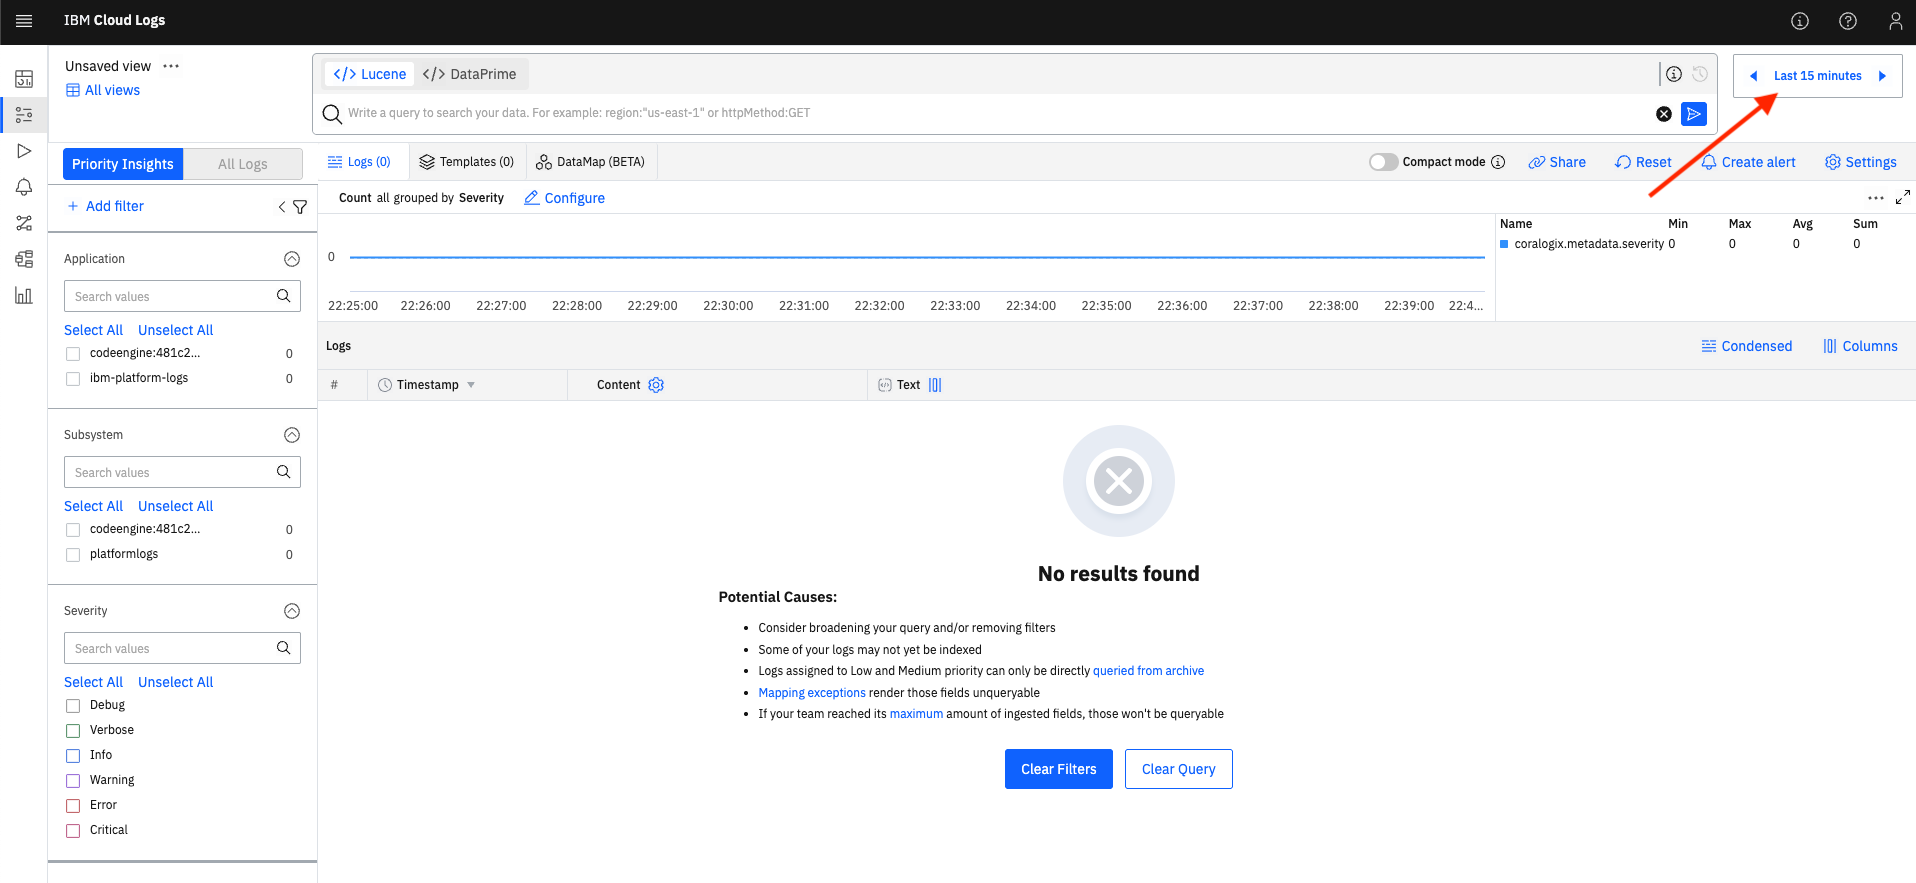 IBM Cloud Logs
Unsaved view
All views
Lucene
DataPrime
Write a query to search your data. For example: region:"us-east-1" or httpMethod:GET
Last 15 minutes
Priority Insights
All Logs
Logs (0)
Templates (0)
DataMap (BETA)
Compact mode
Share
Reset
Create alert
Settings
Add filter
Count all grouped by Severity
Configure
Name Min Max Avg Sum
coralogix.metadata.severity 0 0 0 0
0
22:25:00 22:26:00 22:27:00 22:28:00 22:29:00 22:30:00 22:31:00 22:32:00 22:33:00 22:34:00 22:35:00 22:36:00 22:37:00 22:38:00 22:39:00 22:4...
Application
Search values
Select All Unselect All
codeengine:481c2... 0
ibm-platform-logs 0
Subsystem
Search values
Select All Unselect All
codeengine:481c2... 0
platformlogs 0
Severity
Search values
Select All Unselect All
Debug
Verbose
Info
Warning
Error
Critical
Logs
Condensed
Columns
# Timestamp Content Text
No results found
Potential Causes:
• Consider broadening your query and/or removing filters
• Some of your logs may not yet be indexed
• Logs assigned to Low and Medium priority can only be directly queried from archive
• Mapping exceptions render those fields unqueryable
• If your team reached its maximum amount of ingested fields, those won't be queryable
Clear Filters
Clear Query